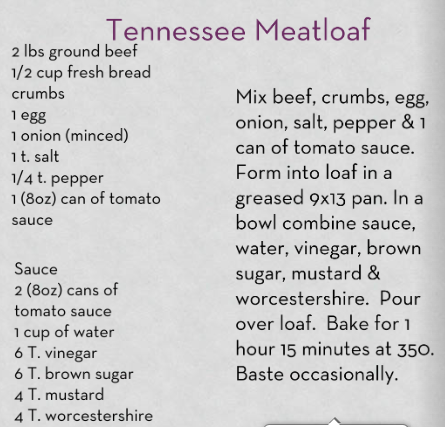 Tennessee Meatloaf
2 lbs ground beef
1/2 cup fresh bread
crumbs
1 egg
1 onion (minced)
1 t. salt
1/4 t. pepper
1 (8oz) can of tomato
sauce
Sauce
2 (8oz) cans of
tomato sauce
1 cup of water
6 T. vinegar
6 T. brown sugar
4 T. mustard
4 T. worcestershire
Mix beef, crumbs, egg,
onion, salt, pepper & 1
can of tomato sauce.
Form into loaf in a
greased 9x13 pan. In a
bowl combine sauce,
water, vinegar, brown
sugar, mustard &
worcestershire. Pour
over loaf. Bake for 1
hour 15 minutes at 350.
Baste occasionally.